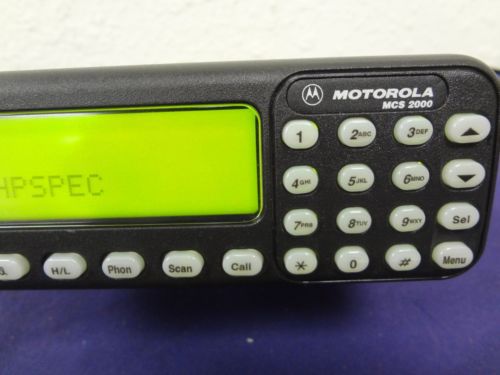 MOTOROLA
MCS 2000
1 2ABC 3DEF
4GHI 5JKL 6MNO
HPSPEC
7PRS 8TUV 9WXY Sel
H/L Phon Scan Call * 0 # Menu